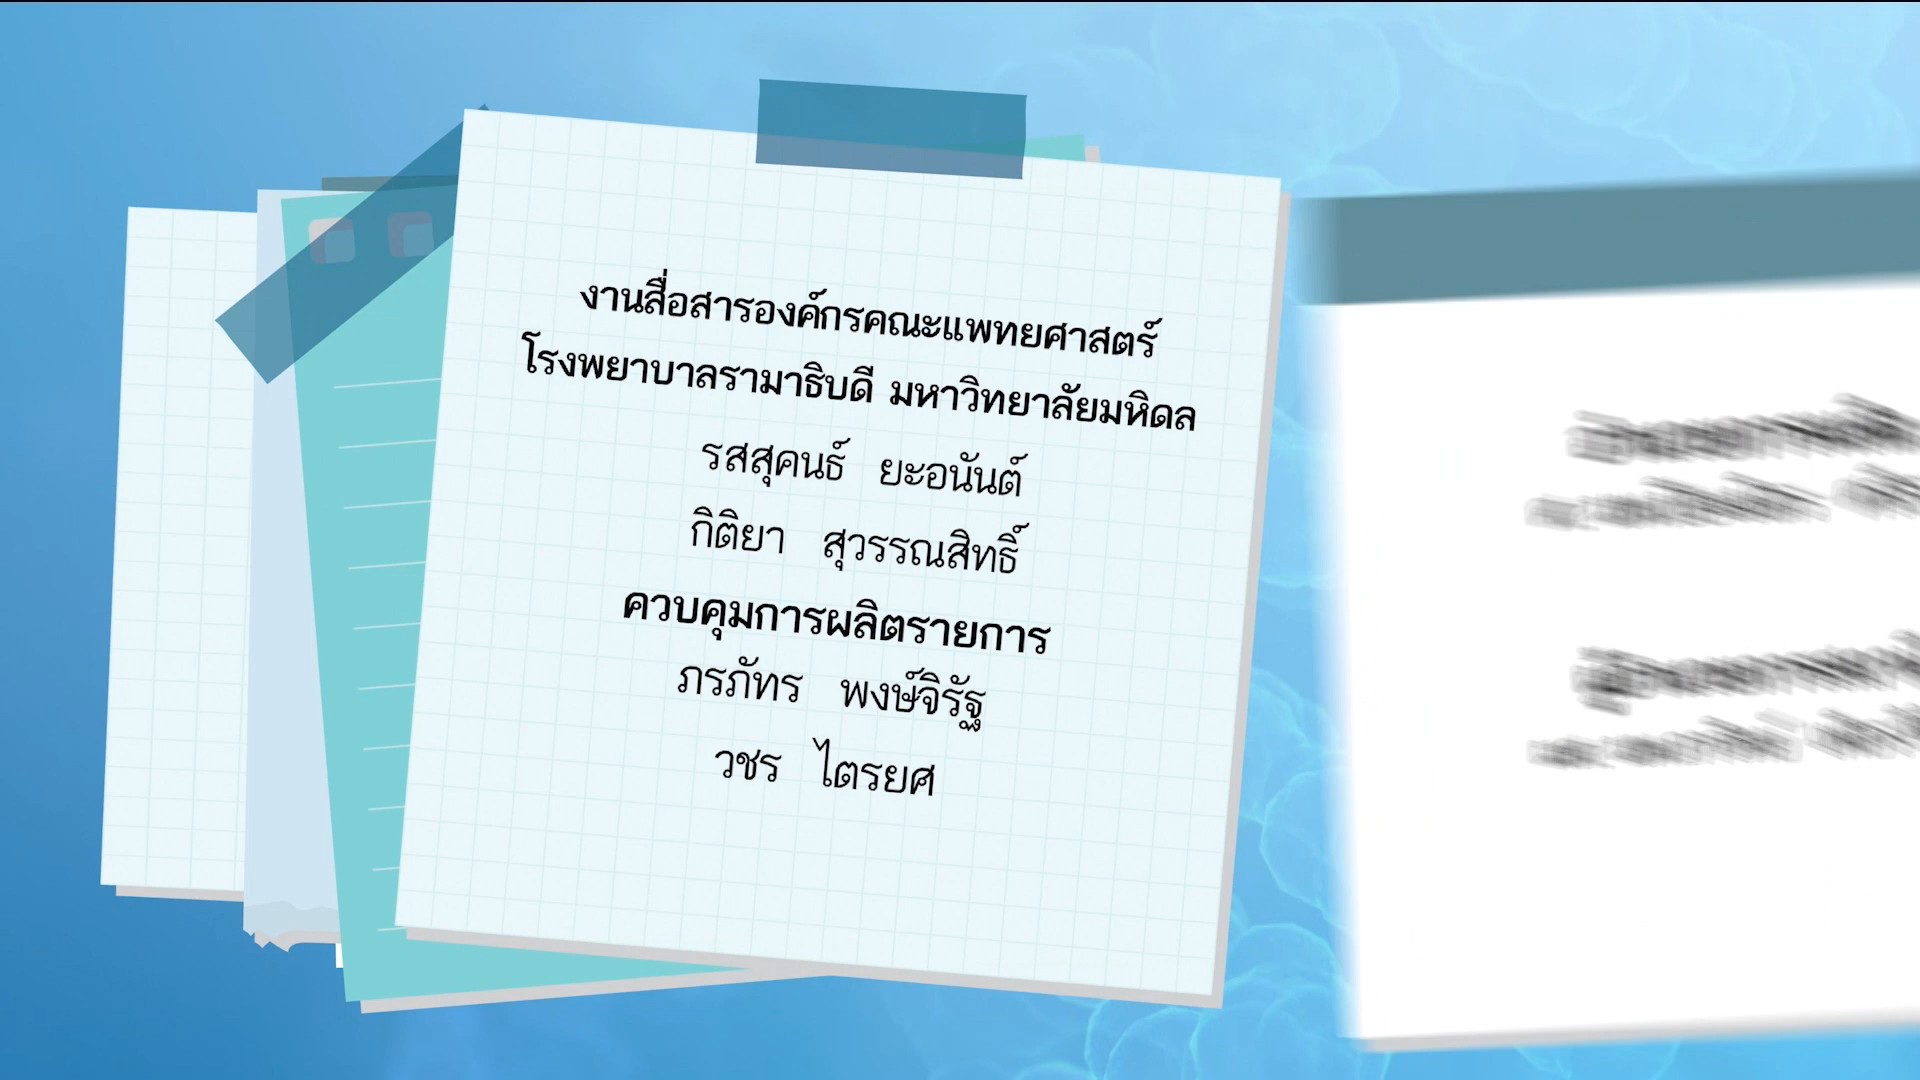 งานสื่อสารองค์กรคณะแพทยศาสตร์
โรงพยาบาลรามาธิบดี มหาวิทยาลัยมหิดล
รสสุคนธ์ ยะอนันต์
กิติยา สุวรรณสิทธิ์
ควบคุมการผลิตรายการ
ภรภัทร พงษ์จิรัฐ
วชร ไตรยศ